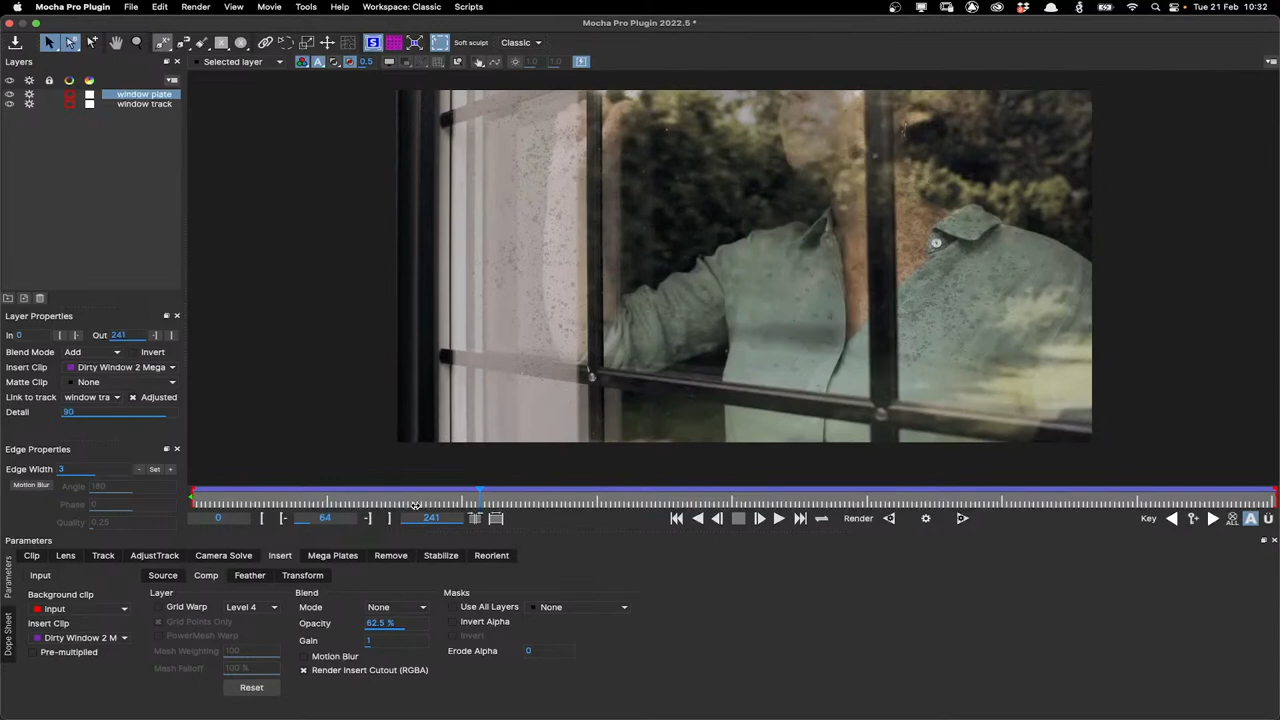 Mocha Pro Plugin File Edit Render View Movie Tools Help Workspace: Classic Scripts Tue 21 Feb 10:32
Mocha Pro Plugin 2022.5 *
S Soft sculpt Classic
Layers Selected layer A 0.5 1.0 1.0
window plate
window track
Layer Properties
In 0 Out 241
Blend Mode Add Invert
Insert Clip Dirty Window 2 Mega
Matte Clip None
Link to track window tra Adjusted
Detail 90
Edge Properties
Edge Width 3 - Set +
Motion Blur Angle 180
Phase 0
Quality 0.25
0 64 241 Render Key ALL A
Parameters
Clip Lens Track AdjustTrack Camera Solve Insert Mega Plates Remove Stabilize Reorient
Parameters
Dope Sheet
Input Source Comp Feather Transform
Background clip Layer Blend Masks
Input Grid Warp Level 4 Mode None Use All Layers None
Insert Clip Grid Points Only Opacity 62.5 % Invert Alpha
Dirty Window 2 M PowerMesh Warp Gain 1 Invert
Pre-multiplied Mesh Weighting 100 Motion Blur Erode Alpha 0
Mesh Falloff 100 % Render Insert Cutout (RGBA)
Reset